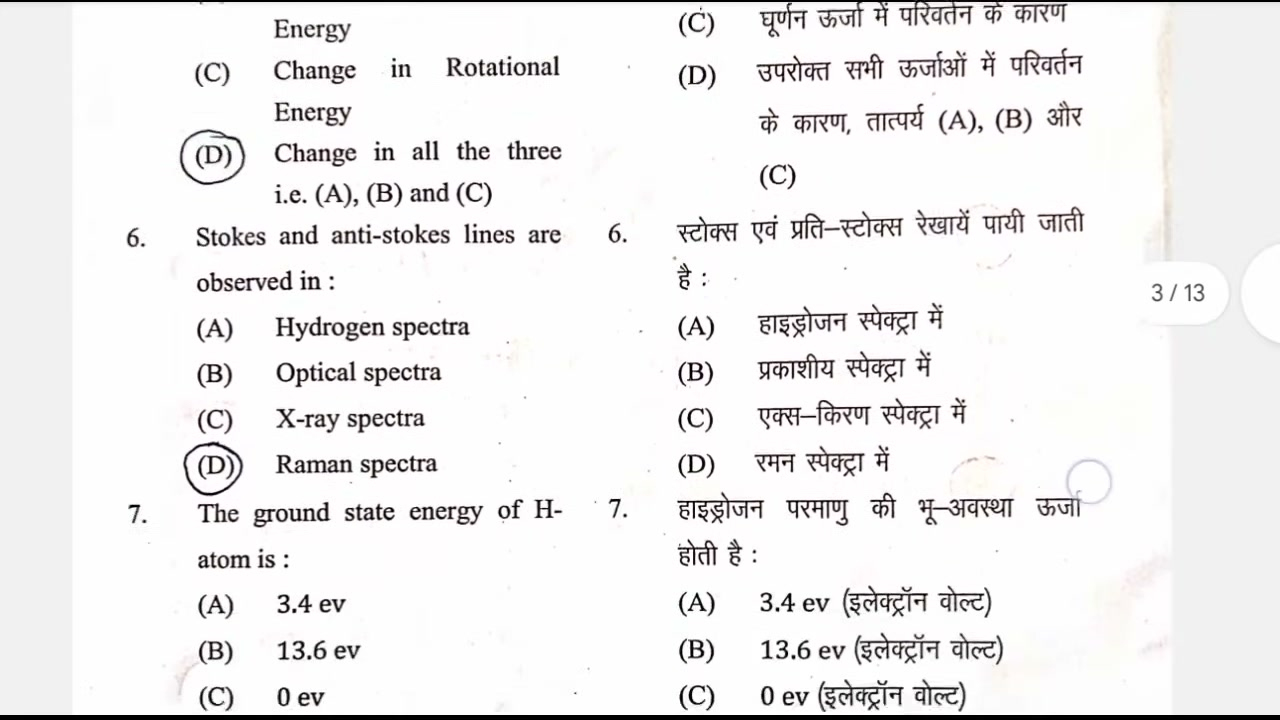 Energy
(C) Change in Rotational
Energy
(D) Change in all the three
i.e. (A), (B) and (C)
6. Stokes and anti-stokes lines are
observed in :
(A) Hydrogen spectra
(B) Optical spectra
(C) X-ray spectra
(D) Raman spectra
7. The ground state energy of H-
atom is :
(A) 3.4 ev
(B) 13.6 ev
(C) 0 ev
(C) घूर्णन ऊर्जा में परिवर्तन के कारण
(D) उपरोक्त सभी ऊर्जाओं में परिवर्तन
के कारण, तात्पर्य (A), (B) और
(C)
6. स्टोक्स एवं प्रति–स्टोक्स रेखायें पायी जाती
है :
(A) हाइड्रोजन स्पेक्ट्रा में
(B) प्रकाशीय स्पेक्ट्रा में
(C) एक्स–किरण स्पेक्ट्रा में
(D) रमन स्पेक्ट्रा में
7. हाइड्रोजन परमाणु की भू–अवस्था ऊर्जा
होती है :
(A) 3.4 ev (इलेक्ट्रॉन वोल्ट)
(B) 13.6 ev (इलेक्ट्रॉन वोल्ट)
(C) 0 ev (इलेक्ट्रॉन वोल्ट)
3 / 13